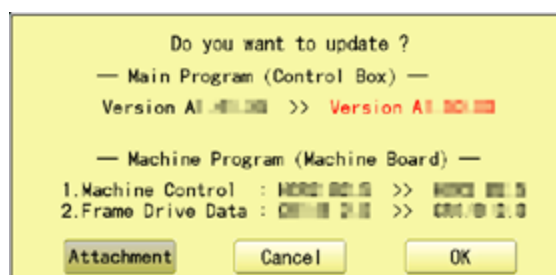 Do you want to update ?
— Main Program (Control Box) —
Version >> Version
— Machine Program (Machine Board) —
1.Machine Control : >>
2.Frame Drive Data : >>
Attachment Cancel OK